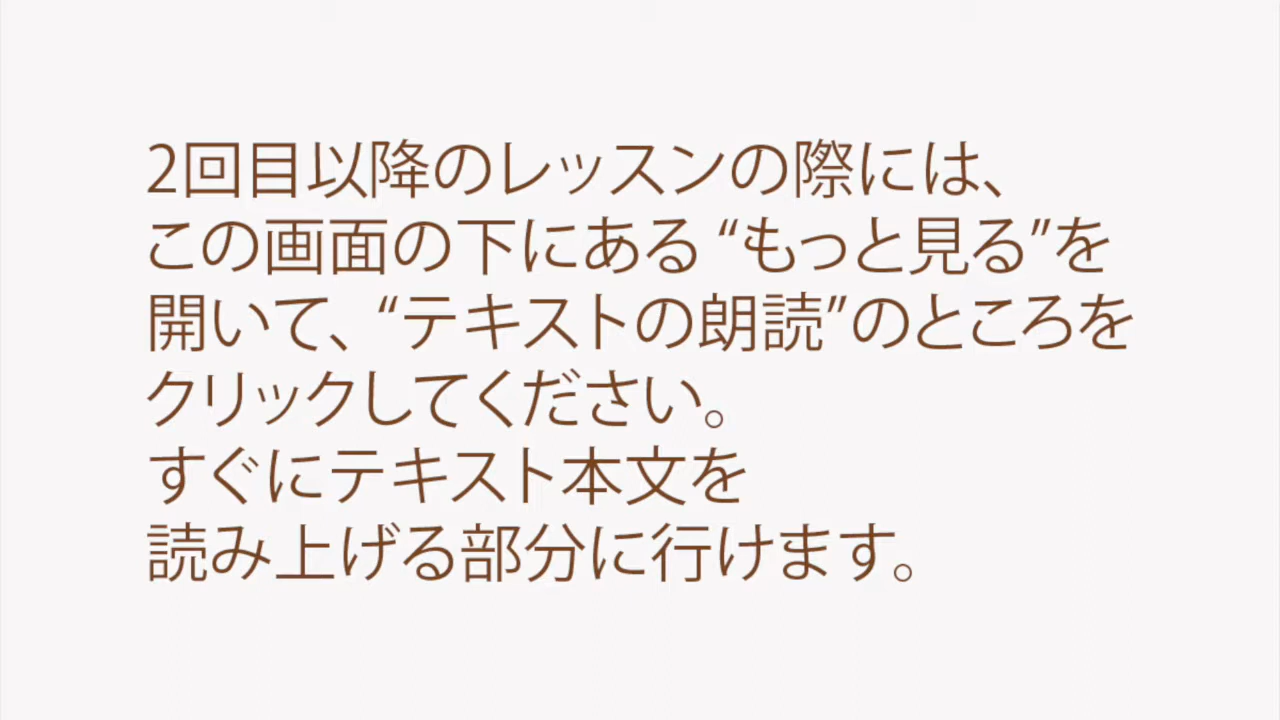 2回目以降のレッスンの際には、
この画面の下にある “もっと見る”を
開いて、“テキストの朗読”のところを
クリックしてください。
すぐにテキスト本文を
読み上げる部分に行けます。